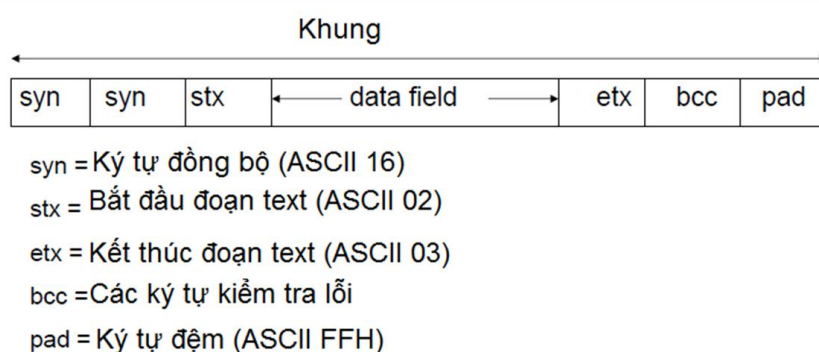 Khung
syn syn stx data field etx bcc pad
syn = Ký tự đồng bộ (ASCII 16)
stx = Bắt đầu đoạn text (ASCII 02)
etx = Kết thúc đoạn text (ASCII 03)
bcc =Các ký tự kiểm tra lỗi
pad = Ký tự đệm (ASCII FFH)